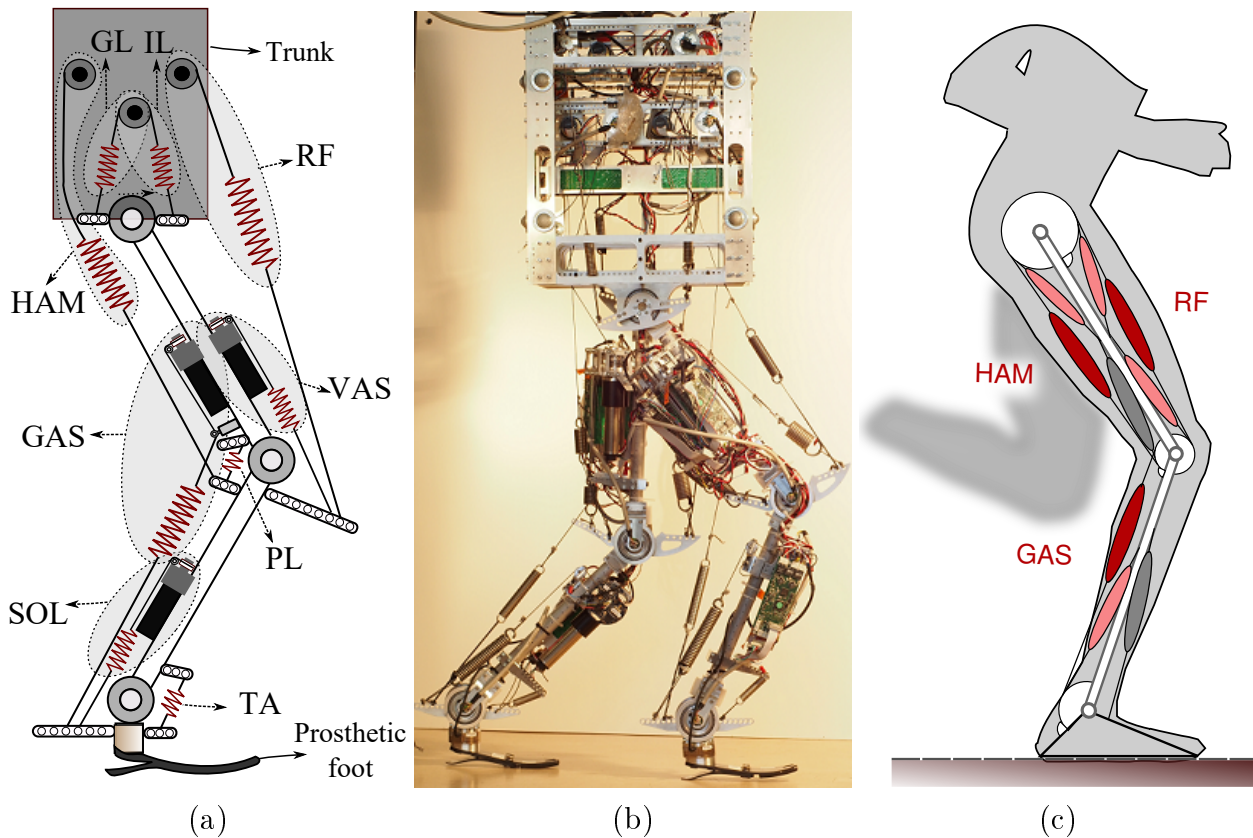 GL IL
Trunk
RF
HAM
VAS
GAS
PL
SOL
TA
Prosthetic
foot
RF
HAM
GAS
(a)
(b)
(c)